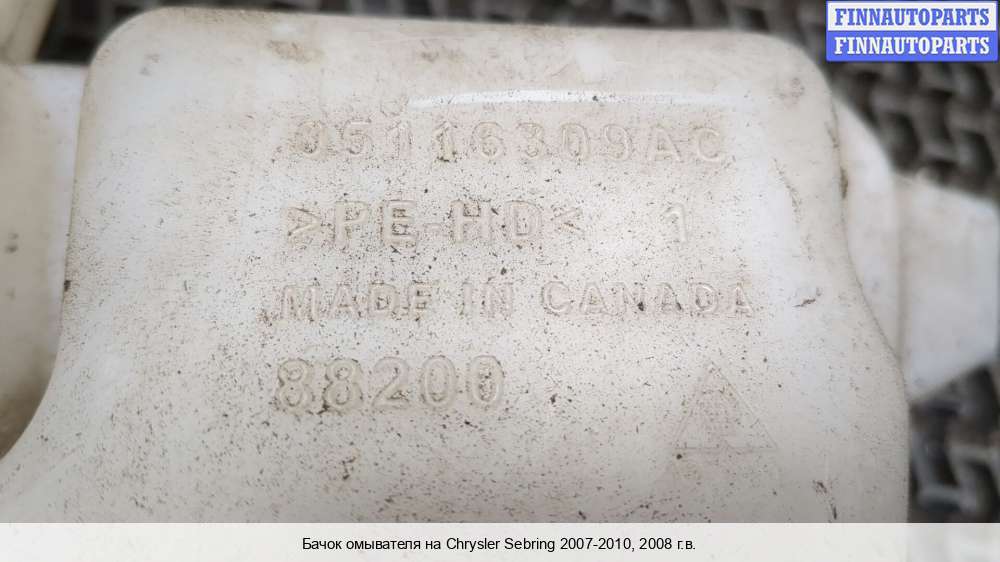 FINNAUTOPARTS
FINNAUTOPARTS
05116309AC
>PE-HD< 1
MADE IN CANADA
88200
Бачок омывателя на Chrysler Sebring 2007-2010, 2008 г.в.